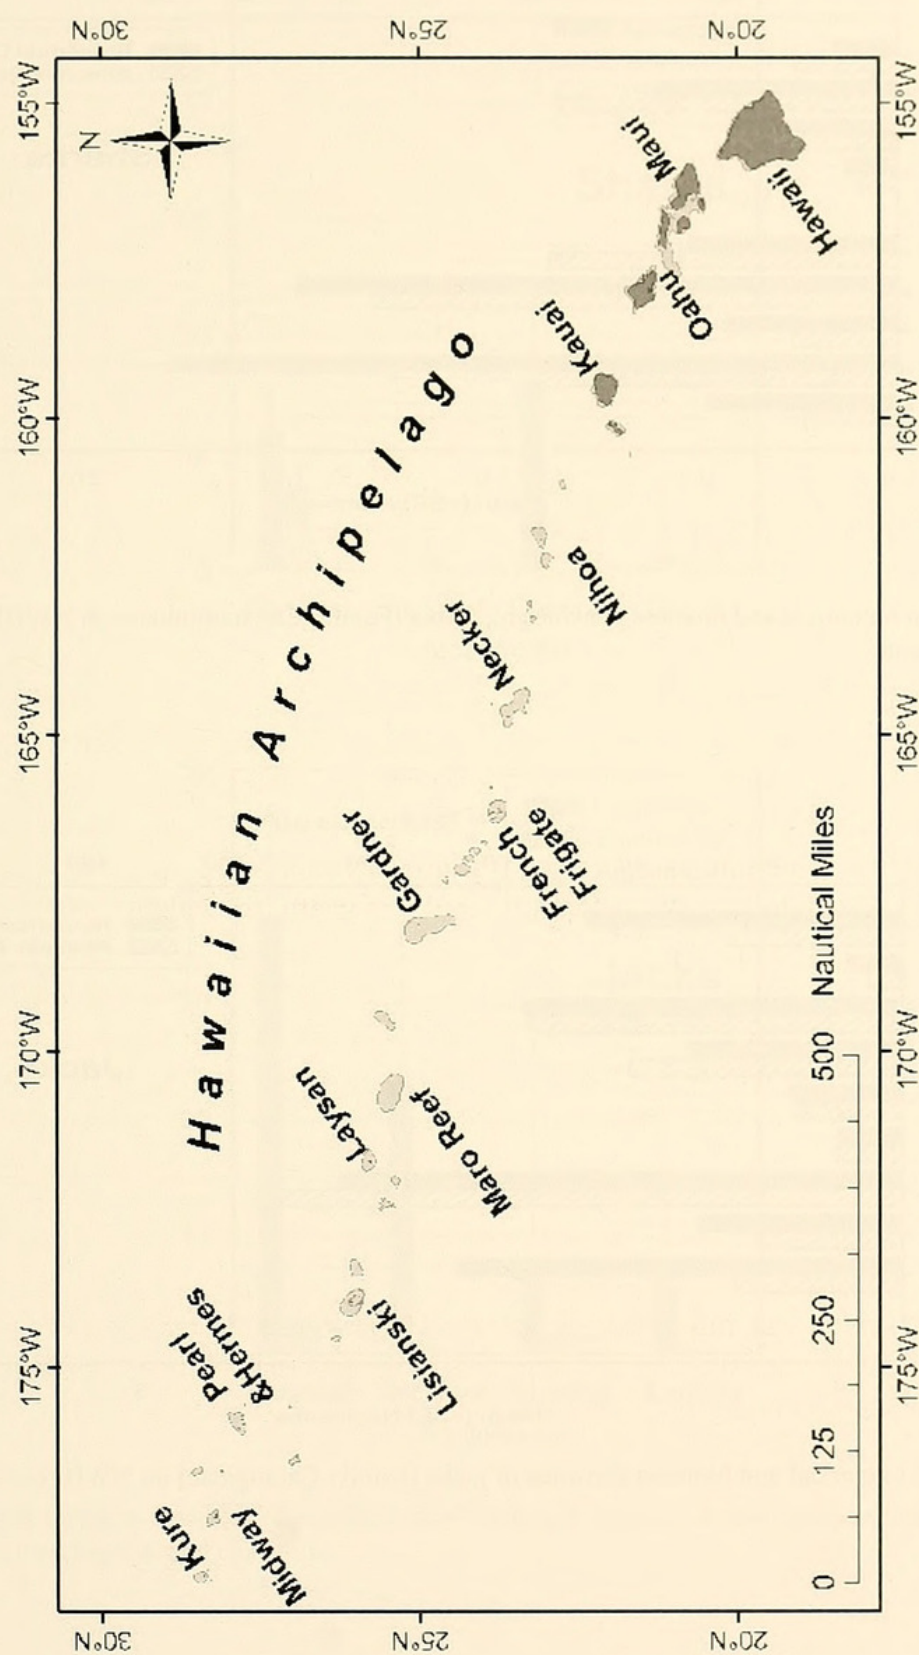 175°W
170°W
165°W
160°W
155°W
30°N
30°N
N
Hawaiian Archipelago
Kure
Midway
Pearl
&Hermes
Lisianski
Laysan
Maro Reef
Gardner
French
Frigate
Necker
Nihoa
Kauai
Oahu
Maui
Hawaii
25°N
25°N
20°N
20°N
0
125
250
500 Nautical Miles
175°W
170°W
165°W
160°W
155°W